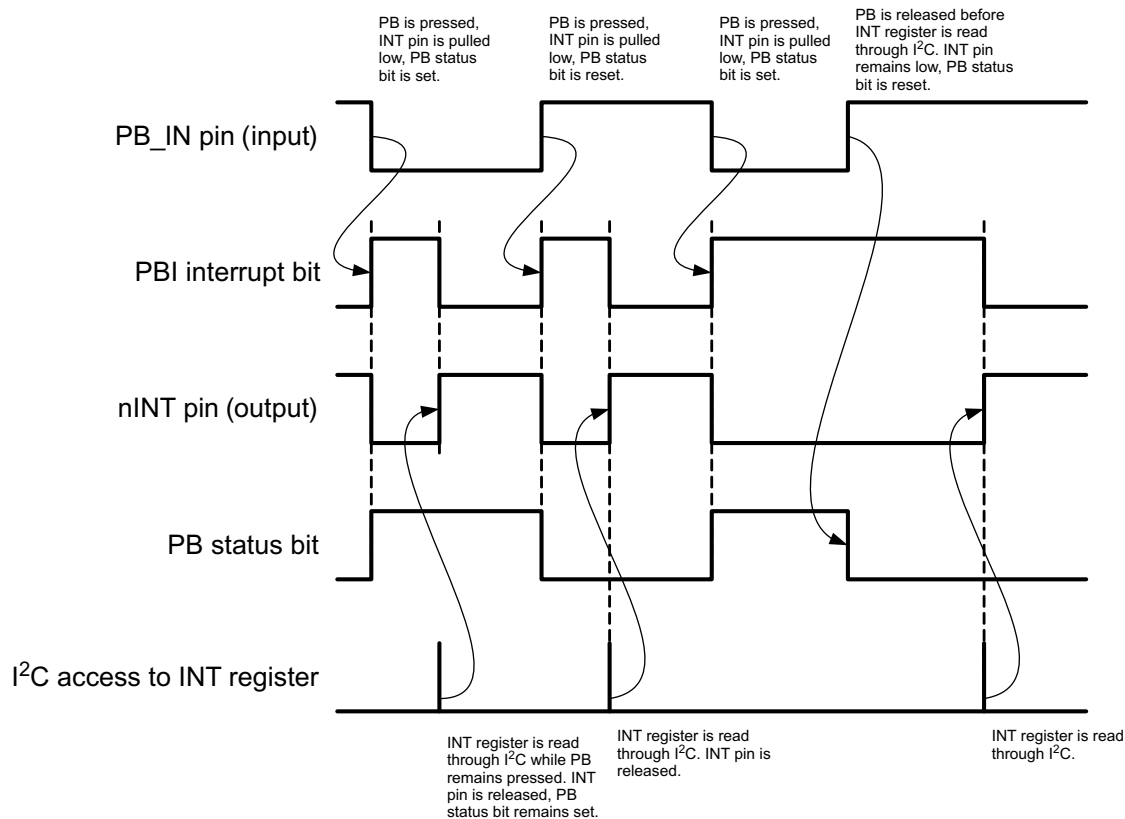 PB is pressed,
INT pin is pulled
low, PB status
bit is set.
PB is pressed,
INT pin is pulled
low, PB status
bit is reset.
PB is pressed,
INT pin is pulled
low, PB status
bit is set.
PB is released before
INT register is read
through I²C. INT pin
remains low, PB status
bit is reset.
PB_IN pin (input)
PBI interrupt bit
nINT pin (output)
PB status bit
I²C access to INT register
INT register is read
through I²C while PB
remains pressed. INT
pin is released, PB
status bit remains set.
INT register is read
through I²C. INT pin is
released.
INT register is read
through I²C.